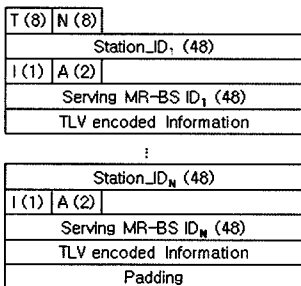 T (8) N (8)
Station_ID₁ (48)
I (1) A (2)
Serving MR-BS ID₁ (48)
TLV encoded Information
⋮
Station_ID_N (48)
I (1) A (2)
Serving MR-BS ID_N (48)
TLV encoded Information
Padding